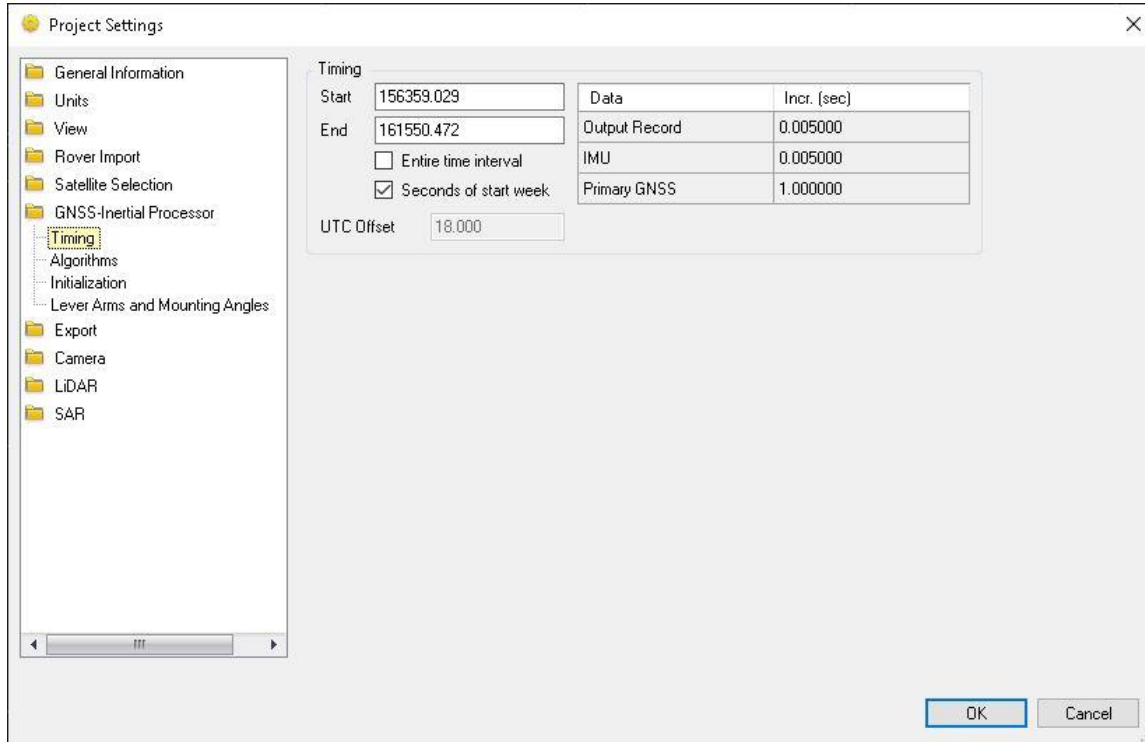 Project Settings
General Information
Units
View
Rover Import
Satellite Selection
GNSS-Inertial Processor
Timing
Algorithms
Initialization
Lever Arms and Mounting Angles
Export
Camera
LiDAR
SAR
Timing
Start 156359.029
End 161550.472
Entire time interval
Seconds of start week
UTC Offset 18.000
Data Incr. (sec)
Output Record 0.005000
IMU 0.005000
Primary GNSS 1.000000
OK Cancel